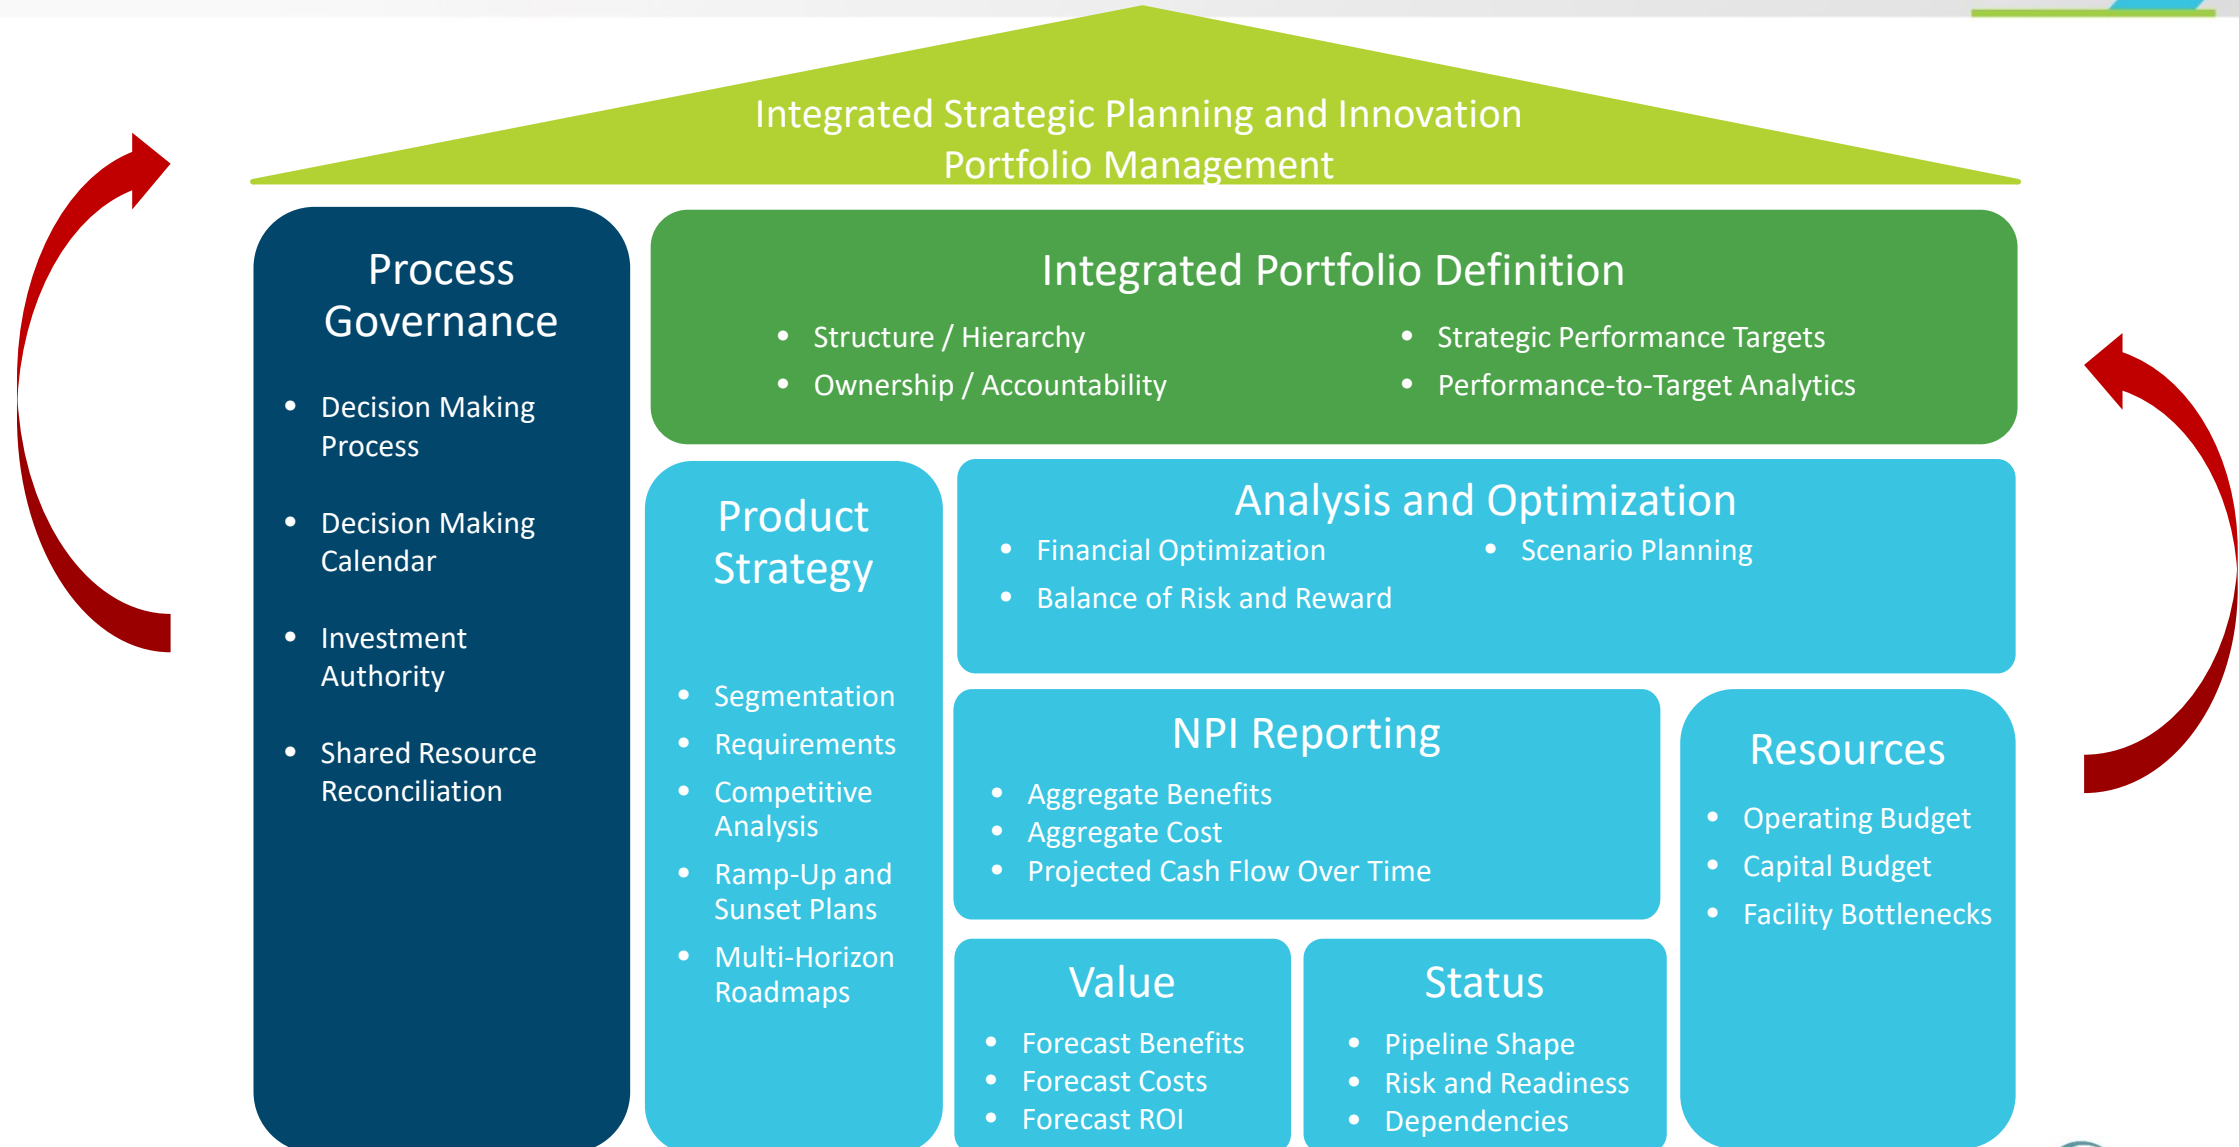 Integrated Strategic Planning and Innovation
Portfolio Management
Process
Governance
• Decision Making
Process
• Decision Making
Calendar
• Investment
Authority
• Shared Resource
Reconciliation
Integrated Portfolio Definition
• Structure / Hierarchy
• Ownership / Accountability
• Strategic Performance Targets
• Performance-to-Target Analytics
Product
Strategy
• Segmentation
• Requirements
• Competitive
Analysis
• Ramp-Up and
Sunset Plans
• Multi-Horizon
Roadmaps
Analysis and Optimization
• Financial Optimization
• Balance of Risk and Reward
• Scenario Planning
NPI Reporting
• Aggregate Benefits
• Aggregate Cost
• Projected Cash Flow Over Time
Resources
• Operating Budget
• Capital Budget
• Facility Bottlenecks
Value
• Forecast Benefits
• Forecast Costs
• Forecast ROI
Status
• Pipeline Shape
• Risk and Readiness
• Dependencies